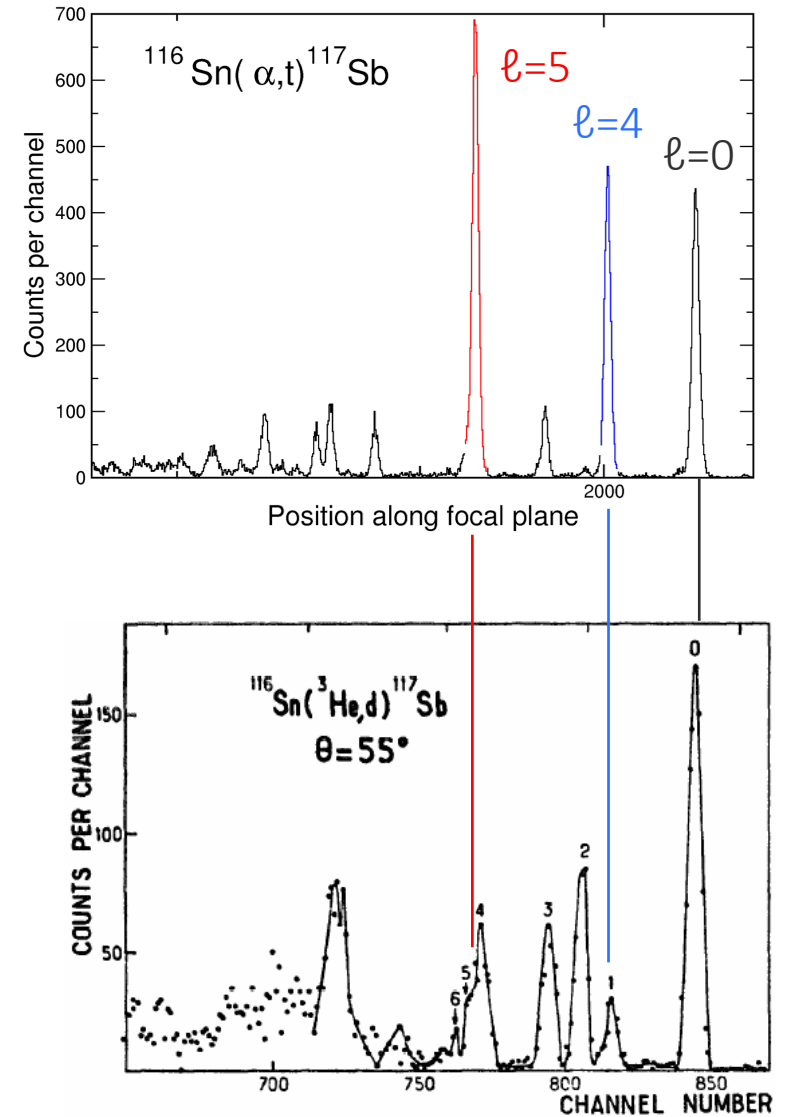 700
600
500
400
300
200
100
0
Counts per channel
¹¹⁶Sn( α,t)¹¹⁷Sb
ℓ=5
ℓ=4
ℓ=0
2000
Position along focal plane
150
100
50
COUNTS PER CHANNEL
¹¹⁶Sn(³He,d)¹¹⁷Sb
θ=55°
0
2
4
3
5
1
6
700
750
800
850
CHANNEL NUMBER